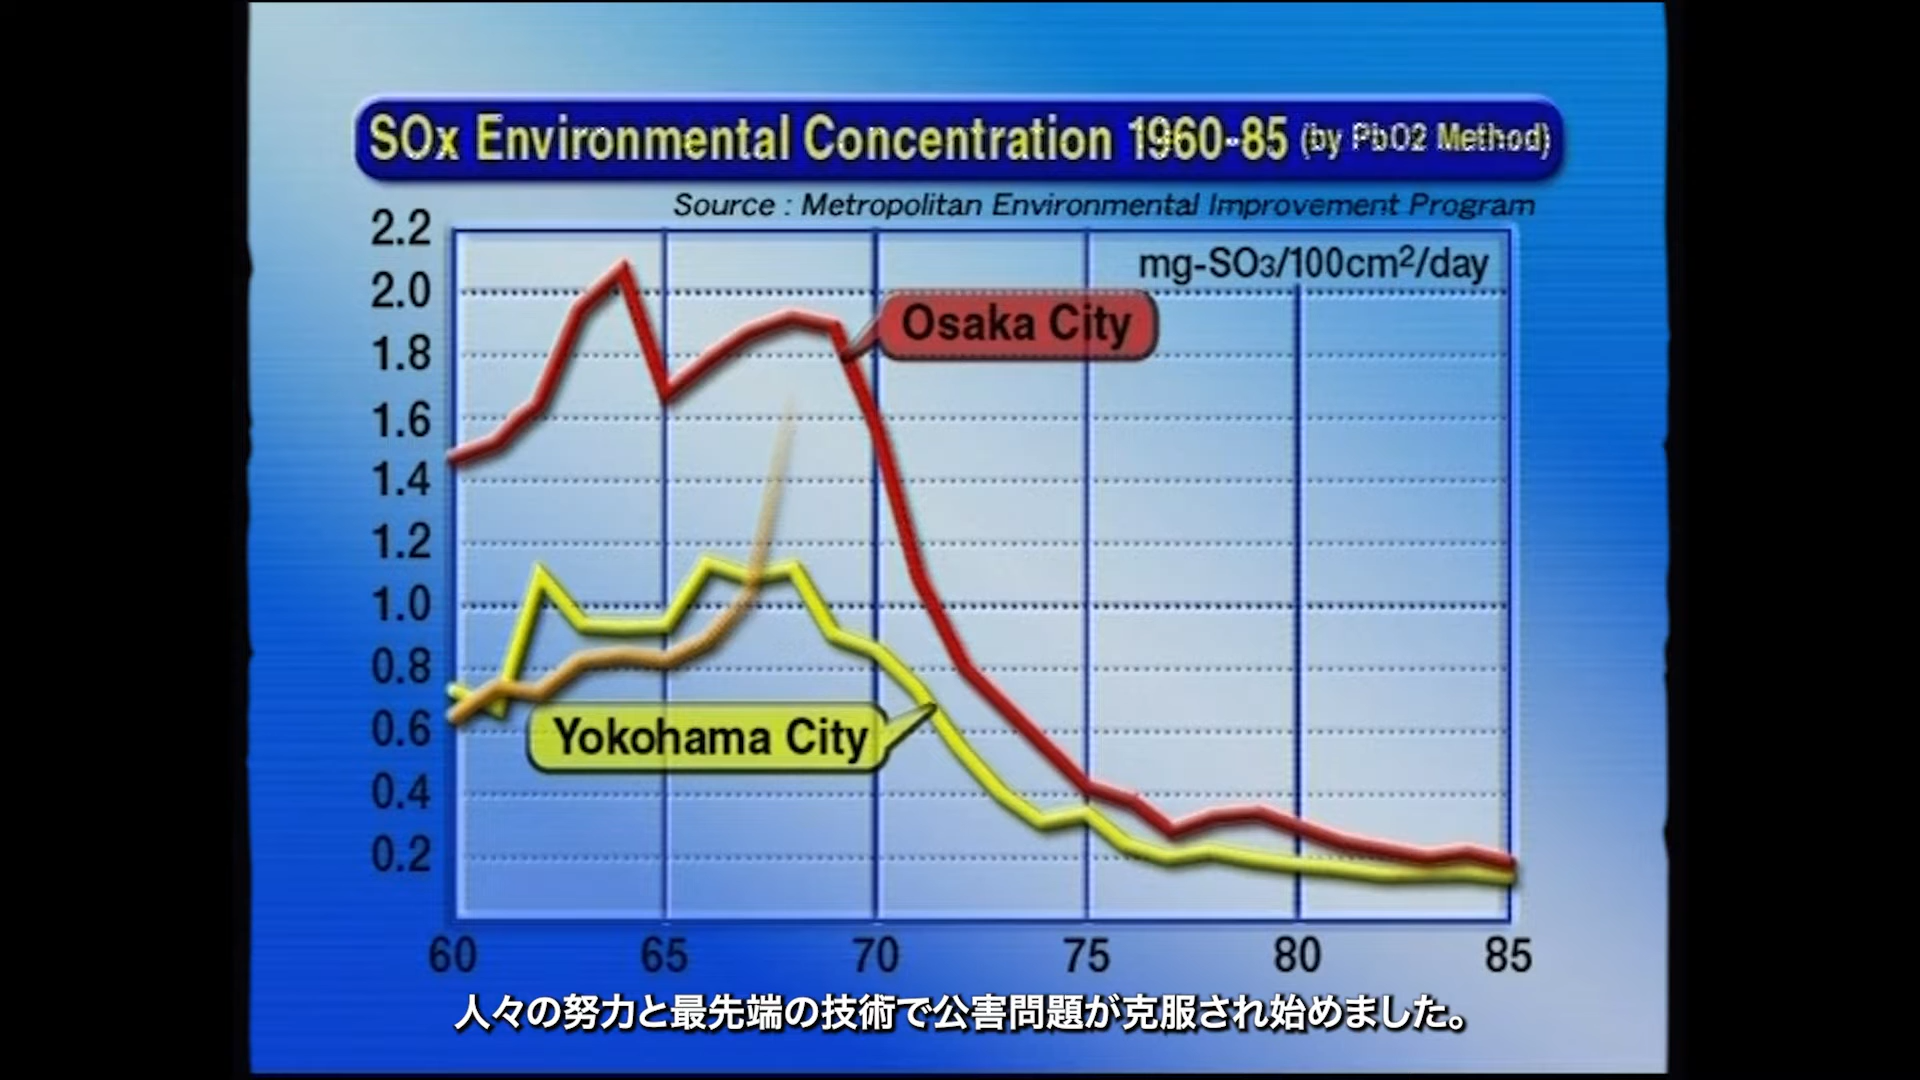 SOx Environmental Concentration 1960-85 (by PbO2 Method)
Source : Metropolitan Environmental Improvement Program
mg-SO3/100cm²/day
2.2
2.0
1.8
1.6
1.4
1.2
1.0
0.8
0.6
0.4
0.2
Osaka City
Yokohama City
60 65 70 75 80 85
人々の努力と最先端の技術で公害問題が克服され始めました。